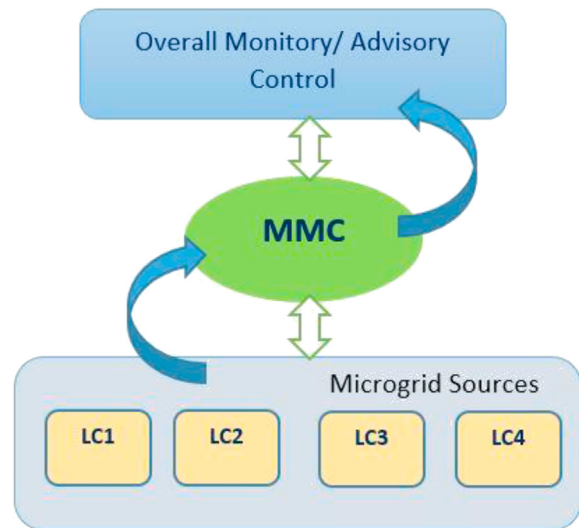 Overall Monitory/ Advisory
Control
MMC
Microgrid Sources
LC1
LC2
LC3
LC4